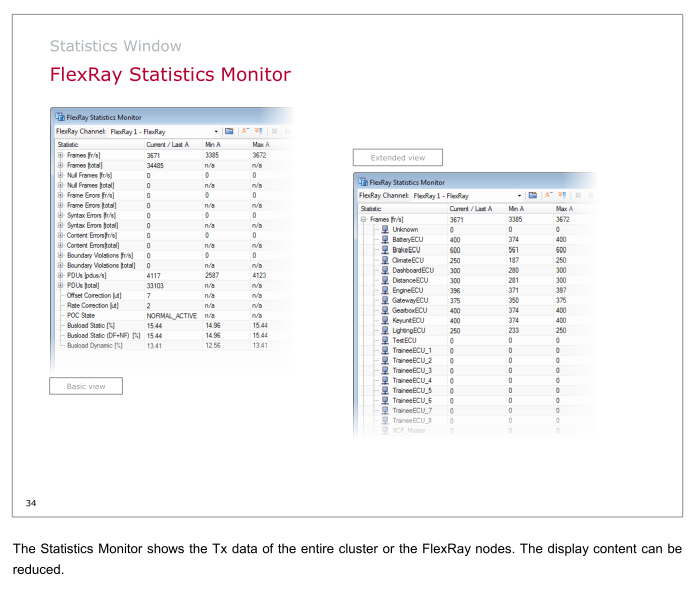 Statistics Window
FlexRay Statistics Monitor
FlexRay Statistics Monitor
FlexRay Channel: FlexRay 1 - FlexRay
Statistic Current / Last A Min A Max A
Frames [fr/s] 3671 3385 3672
Frames [total] 34485 n/a n/a
Null Frames [fr/s] 0 0 0
Null Frames [total] 0 n/a n/a
Frame Errors [fr/s] 0 0 0
Frame Errors [total] 0 n/a n/a
Syntax Errors [fr/s] 0 0 0
Syntax Errors [total] 0 n/a n/a
Content Errors[fr/s] 0 0 0
Content Errors[total] 0 n/a n/a
Boundary Violations [fr/s] 0 0 0
Boundary Violations [total] 0 n/a n/a
PDUs [pdus/s] 4117 2587 4123
PDUs [total] 33103 n/a n/a
Offset Correction [ut] 7 n/a n/a
Rate Correction [ut] 2 n/a n/a
POC State NORMAL_ACTIVE n/a n/a
Busload Static [%] 15.44 14.96 15.44
Busload Static (DF+NF) [%] 15.44 14.96 15.44
Busload Dynamic [%] 13.41 12.56 13.41
Basic view
Extended view
FlexRay Statistics Monitor
FlexRay Channel: FlexRay 1 - FlexRay
Statistic Current / Last A Min A Max A
Frames [fr/s] 3671 3385 3672
Unknown 0 0 0
BatteryECU 400 374 400
BrakeECU 600 561 600
ClimateECU 250 187 250
DashboardECU 300 280 300
DistanceECU 300 281 300
EngineECU 396 371 397
GatewayECU 375 350 375
GearboxECU 400 374 400
KeyunitECU 400 374 400
LightingECU 250 233 250
TestECU 0 0 0
TraineeECU_1 0 0 0
TraineeECU_2 0 0 0
TraineeECU_3 0 0 0
TraineeECU_4 0 0 0
TraineeECU_5 0 0 0
TraineeECU_6 0 0 0
TraineeECU_7 0 0 0
TraineeECU_8 0 0 0
XCP_Master 0 0 0
34
The Statistics Monitor shows the Tx data of the entire cluster or the FlexRay nodes. The display content can be
reduced.